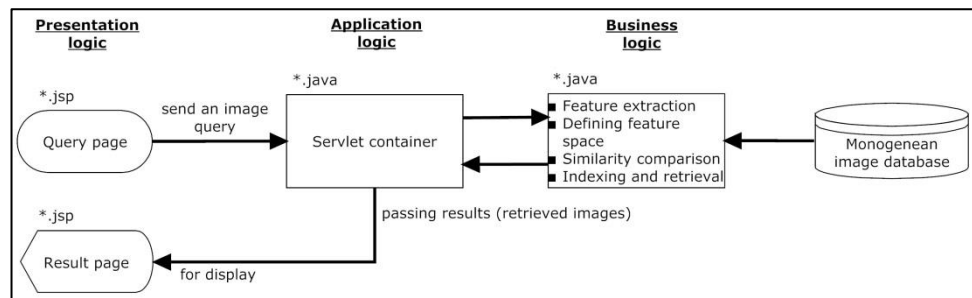 Presentation
logic
Application
logic
Business
logic
*.jsp
Query page
send an image
query
*.java
Servlet container
*.java
■ Feature extraction
■ Defining feature
space
■ Similarity comparison
■ Indexing and retrieval
Monogenean
image database
passing results (retrieved images)
*.jsp
Result page
for display